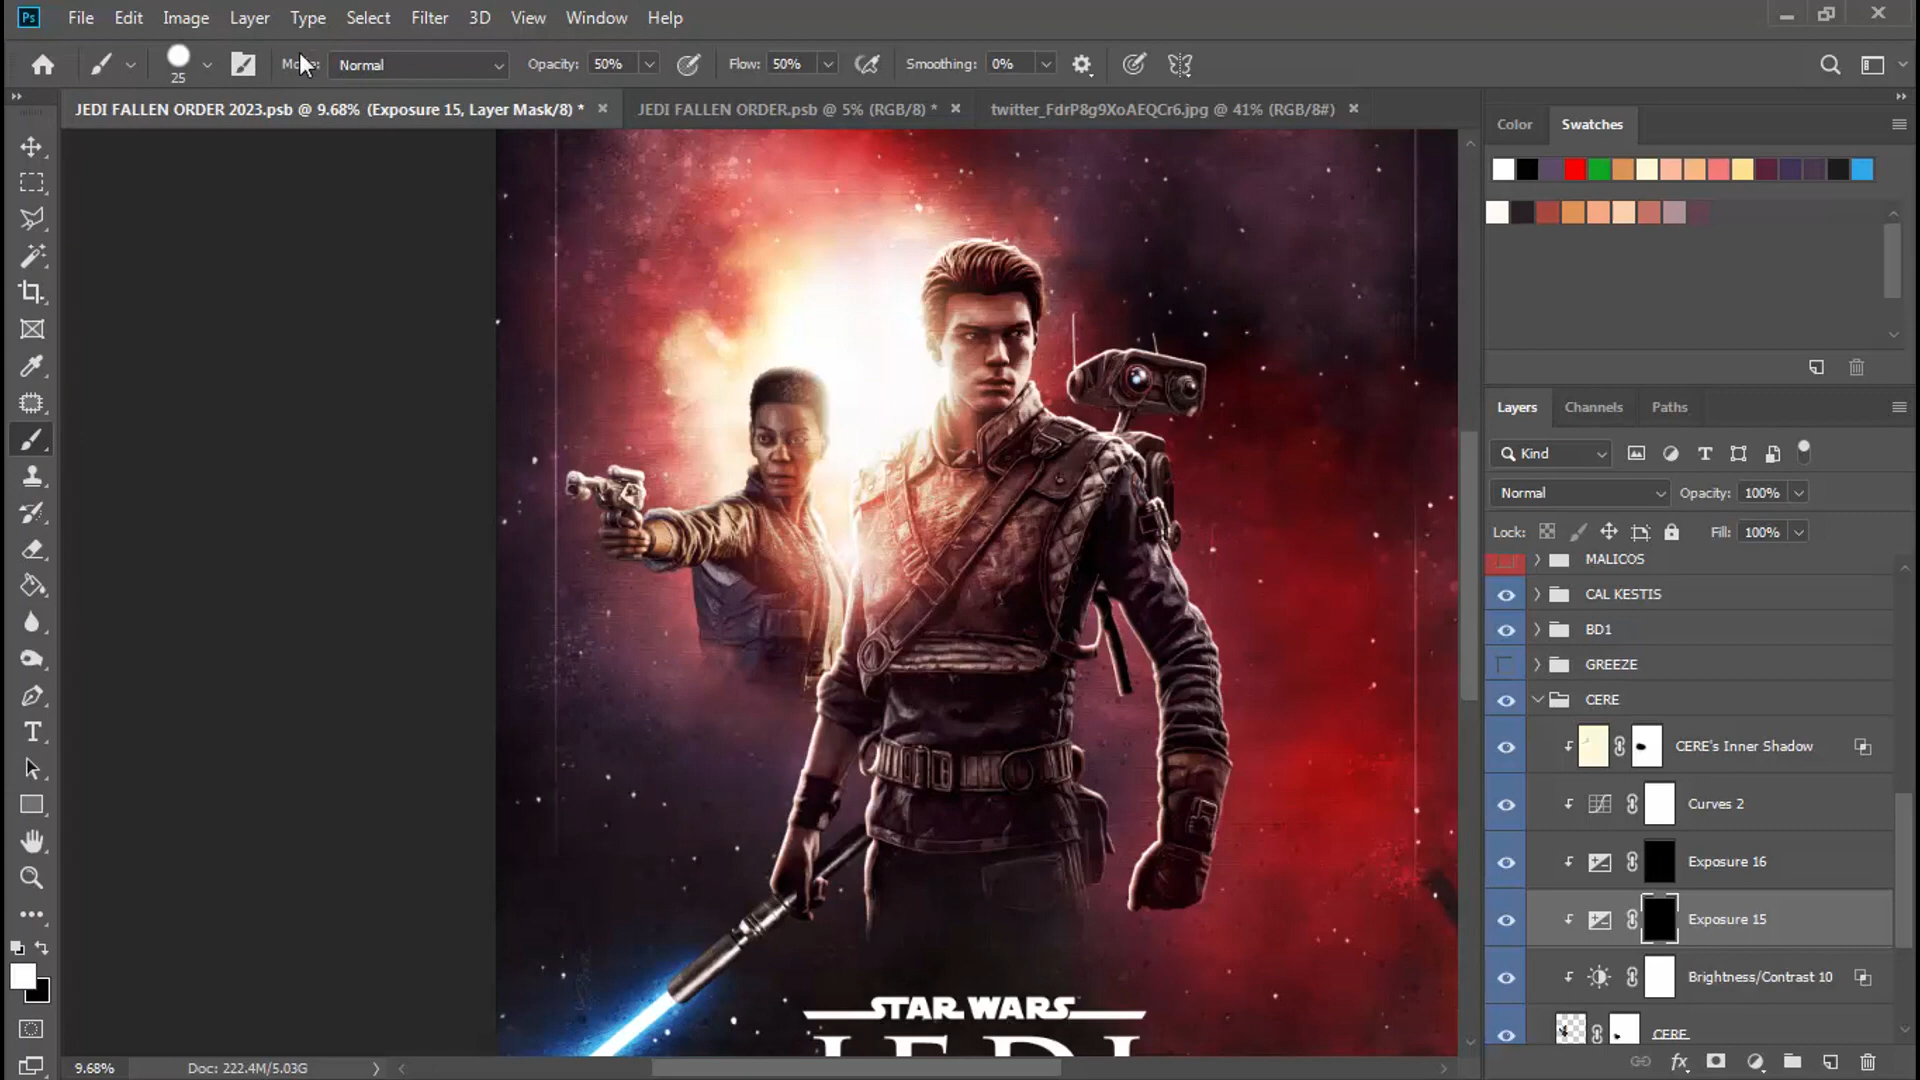 Ps File Edit Image Layer Type Select Filter 3D View Window Help
25 Mode: Normal Opacity: 50% Flow: 50% Smoothing: 0%
JEDI FALLEN ORDER 2023.psb @ 9.68% (Exposure 15, Layer Mask/8) * JEDI FALLEN ORDER.psb @ 5% (RGB/8) * twitter_FdrP8g9XoAEQCr6.jpg @ 41% (RGB/8#)
Color Swatches
Layers Channels Paths
Kind
Normal Opacity: 100%
Lock: Fill: 100%
MALICOS
CAL KESTIS
BD1
GREEZE
CERE
CERE's Inner Shadow
Curves 2
Exposure 16
Exposure 15
Brightness/Contrast 10
CERE
STAR WARS
JEDI
9.68% Doc: 222.4M/5.03G